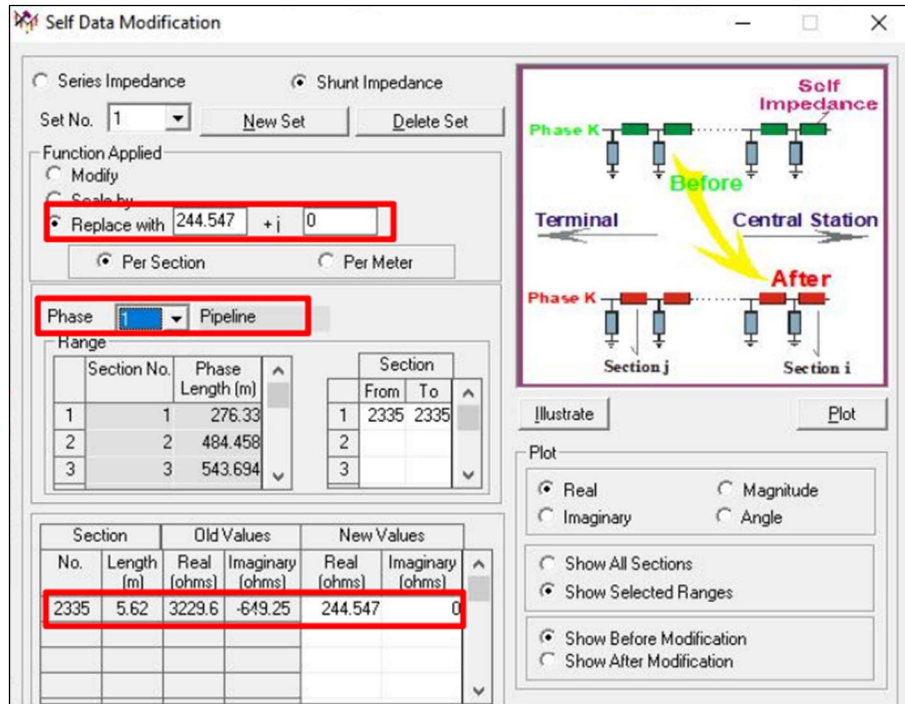 Self Data Modification
Series Impedance
Shunt Impedance
Set No. 1
New Set
Delete Set
Function Applied
Modify
Scale by
Replace with 244.547 + j 0
Per Section
Per Meter
Phase 1 Pipeline
Range
Section No. Phase Length (m)
1 1 276.33
2 2 484.458
3 3 543.694
Section
From To
1 2335 2335
2
3
Section Old Values New Values
No. Length (m) Real (ohms) Imaginary (ohms) Real (ohms) Imaginary (ohms)
2335 5.62 3229.6 -649.25 244.547 0
Self
Impedance
Phase K
Before
Terminal
Central Station
After
Phase K
Section j
Section i
Illustrate
Plot
Plot
Real
Magnitude
Imaginary
Angle
Show All Sections
Show Selected Ranges
Show Before Modification
Show After Modification